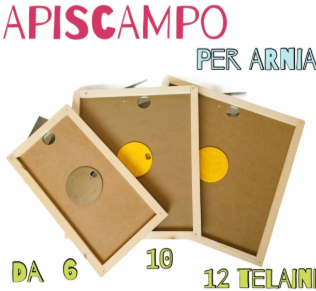 APISCAMPO
PER ARNIA
DA 6
10
12 TELAINI